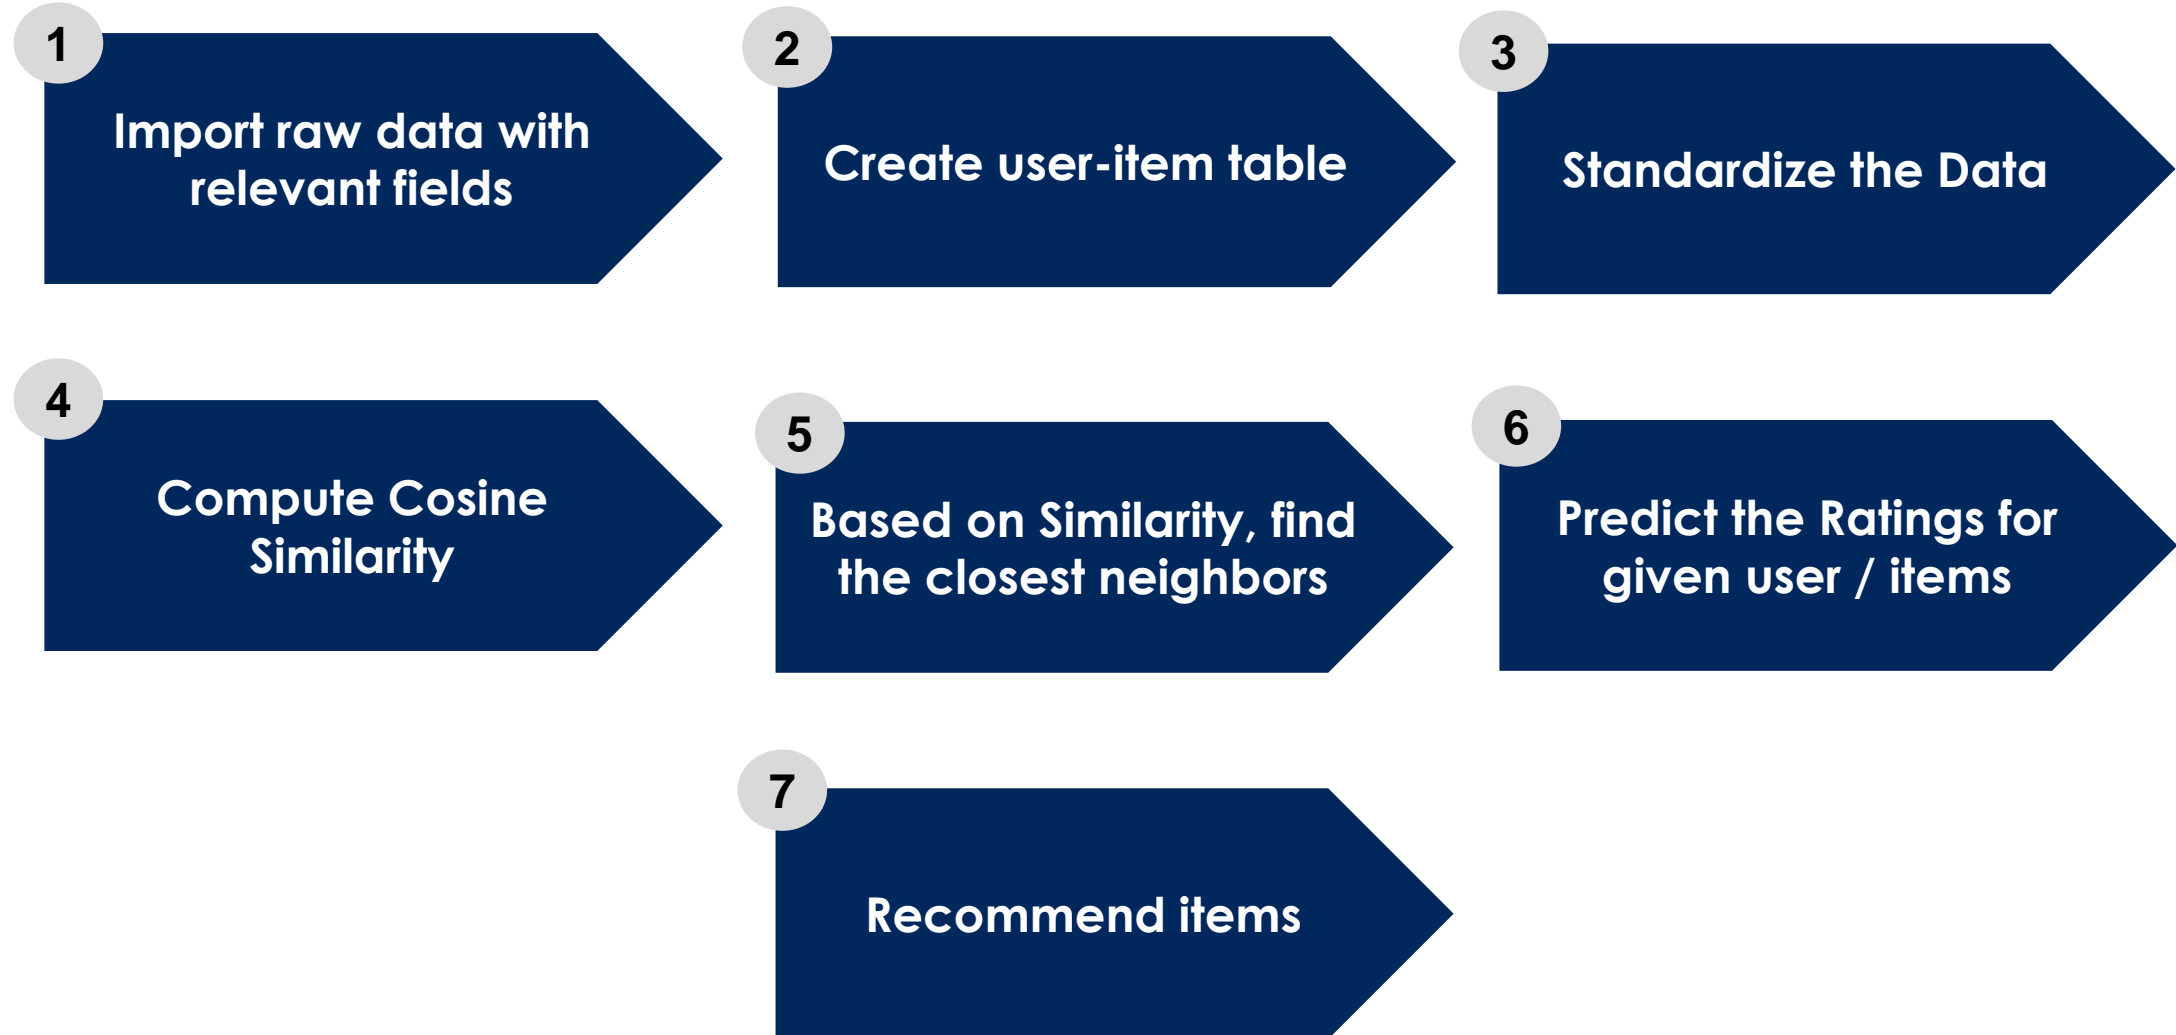 1
Import raw data with
relevant fields
2
Create user-item table
3
Standardize the Data
4
Compute Cosine
Similarity
5
Based on Similarity, find
the closest neighbors
6
Predict the Ratings for
given user / items
7
Recommend items